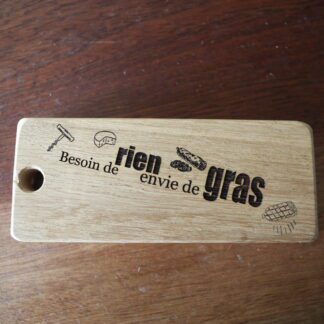 Besoin de rien
envie de gras